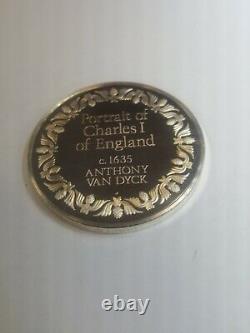 Portrait of
Charles I
of England
c. 1635
ANTHONY
VAN DYCK